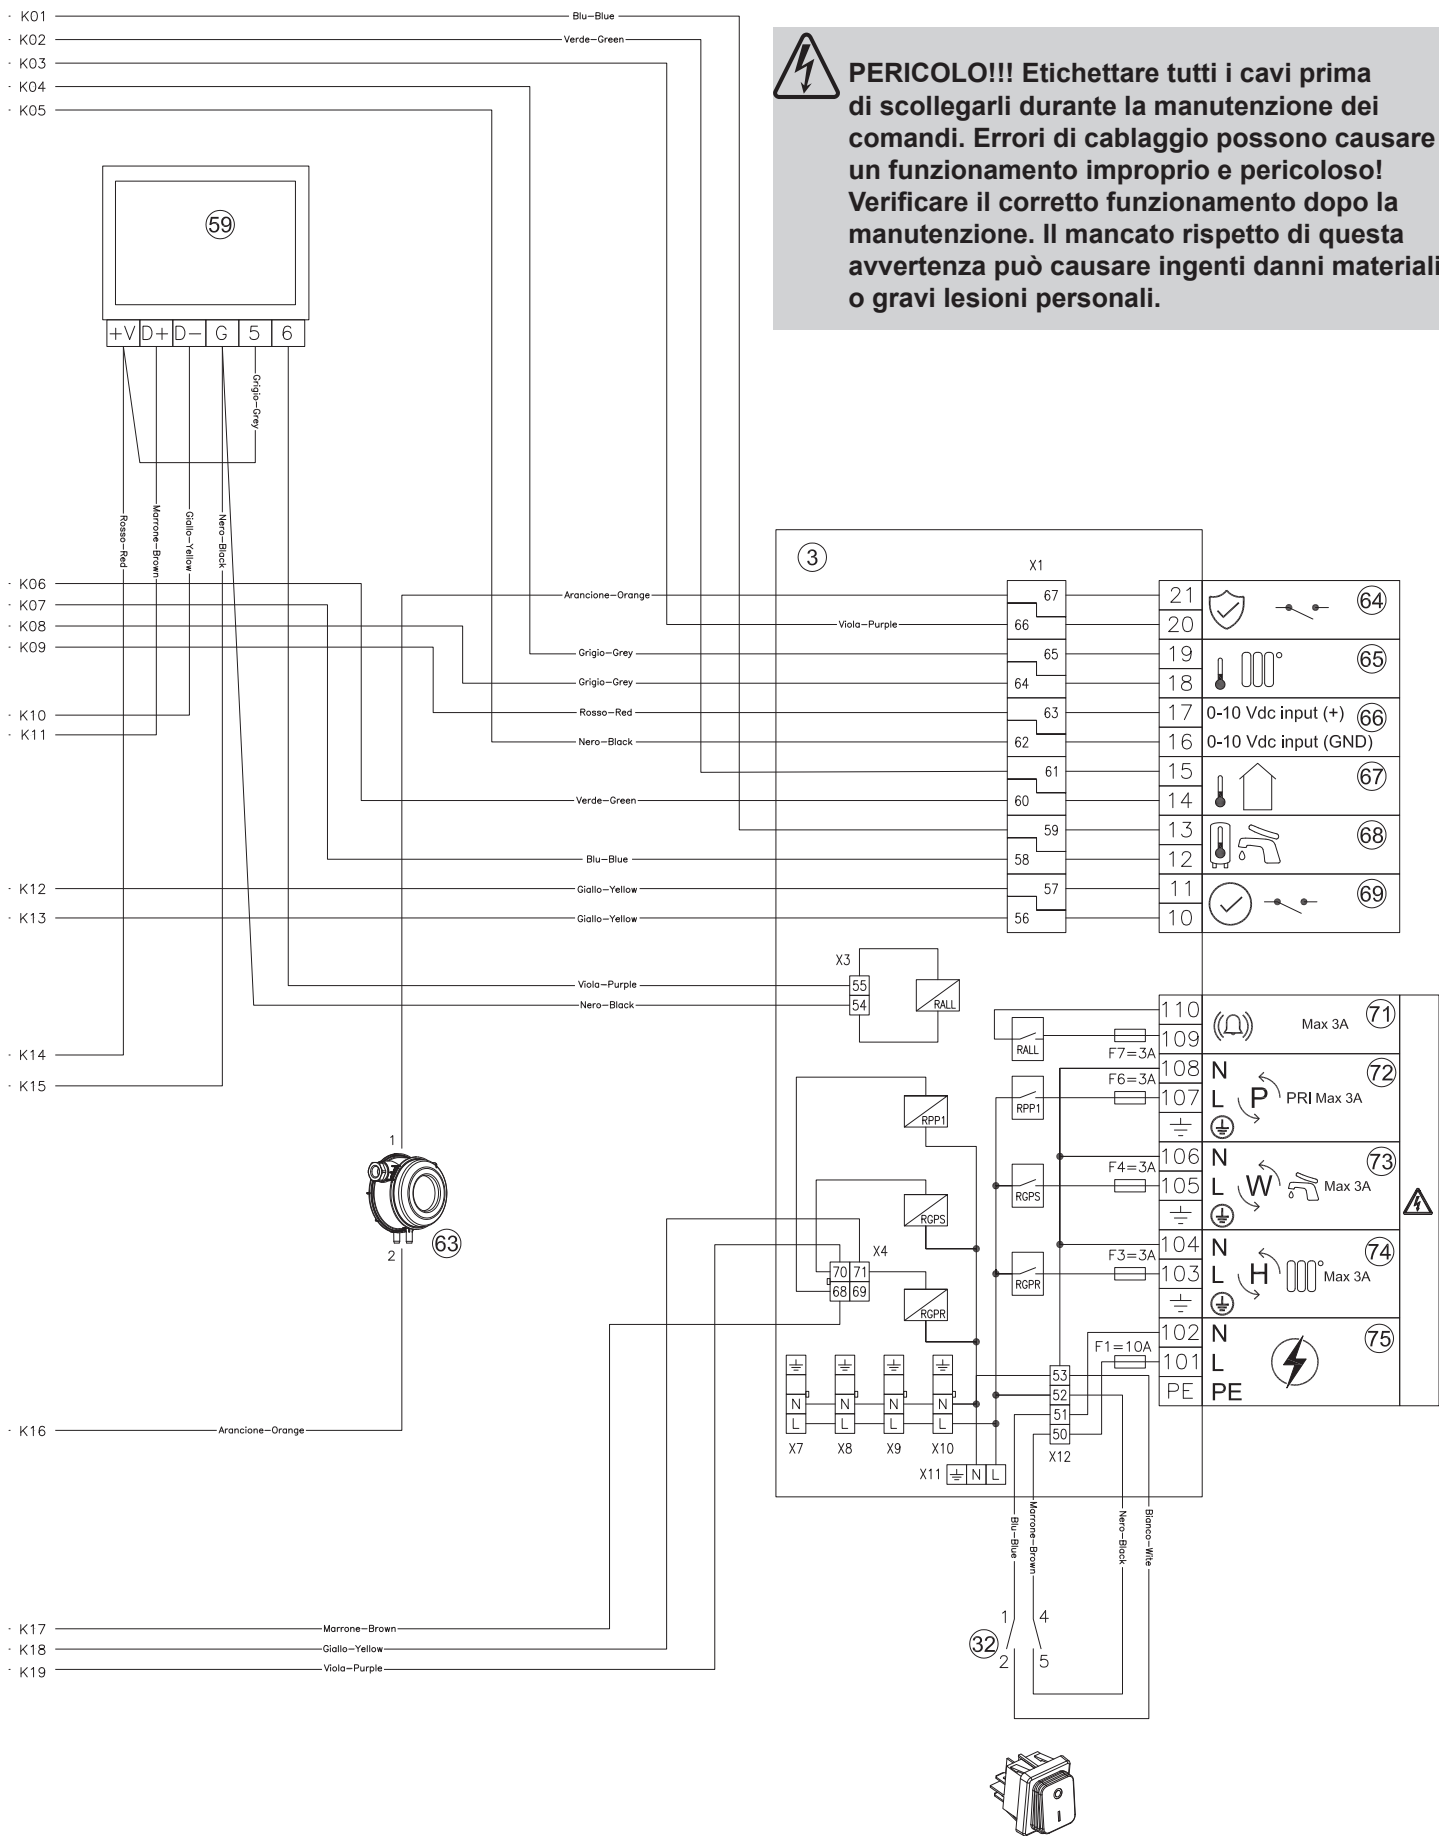 · K01
Blu-Blue
· K02
Verde-Green
· K03
· K04
· K05
PERICOLO!!! Etichettare tutti i cavi prima
di scollegarli durante la manutenzione dei
comandi. Errori di cablaggio possono causare
un funzionamento improprio e pericoloso!
Verificare il corretto funzionamento dopo la
manutenzione. Il mancato rispetto di questa
avvertenza può causare ingenti danni materiali
o gravi lesioni personali.
59
+V D+ D- G 5 6
Grigio-Grey
Rosso-Red
Marrone-Brown
Giallo-Yellow
Nero-Black
3
X1
· K06
· K07
· K08
· K09
· K10
· K11
· K12
· K13
· K14
· K15
Arancione-Orange 67 21
Viola-Purple 66 20
64
Grigio-Grey 65 19
Grigio-Grey 64 18
65
Rosso-Red 63 17 0-10 Vdc input (+)
66
Nero-Black 62 16 0-10 Vdc input (GND)
61 15
Verde-Green 60 14
67
59 13
Blu-Blue 58 12
68
Giallo-Yellow 57 11
Giallo-Yellow 56 10
69
X3
Viola-Purple 55
Nero-Black 54
RALL
RALL
F7=3A
110
109
Max 3A
71
RPP1
RPP1
F6=3A
108 N
107 L P PRI Max 3A
72
RGPS
RGPS
F4=3A
106 N
105 L W Max 3A
73
X4
70 71
68 69
RGPR
RGPR
F3=3A
104 N
103 L H Max 3A
74
F1=10A
102 N
101 L
PE PE
75
1
2
63
N N N N
L L L L
X7 X8 X9 X10
X11 N L
53
52
51
50
X12
· K16
Arancione-Orange
Blu-Blue
Marrone-Brown
Nero-Black
Bianco-Wite
· K17
Marrone-Brown
· K18
Giallo-Yellow
· K19
Viola-Purple
1 4
32
2 5
O
I